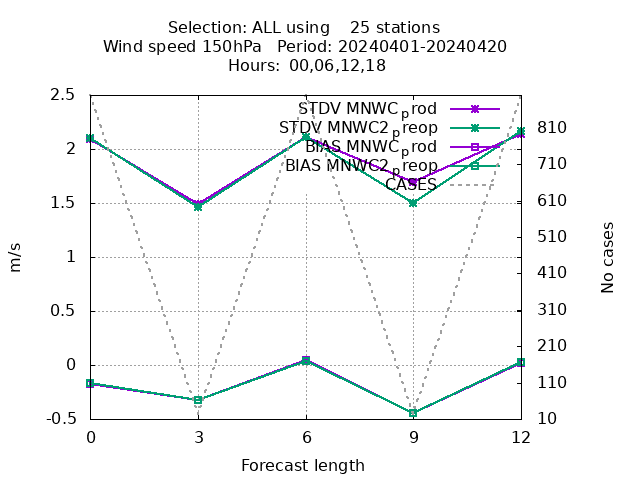 Selection: ALL using    25 stations
Wind speed 150hPa   Period: 20240401-20240420
Hours: 00,06,12,18
STDV MNWC_prod
STDV MNWC2_preop
BIAS MNWC_prod
BIAS MNWC2_preop
CASES
2.5
2
1.5
1
0.5
0
-0.5
m/s
810
710
610
510
410
310
210
110
10
No cases
0 3 6 9 12
Forecast length